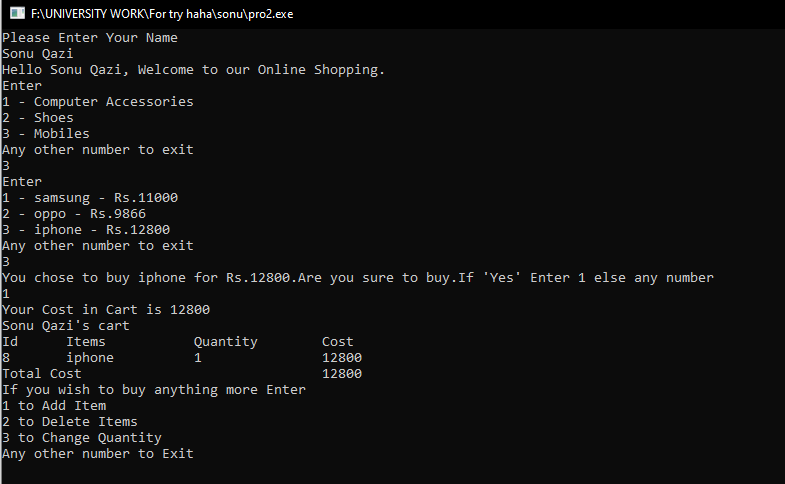 F:\UNIVERSITY WORK\For try haha\sonu\pro2.exe
Please Enter Your Name
Sonu Qazi
Hello Sonu Qazi, Welcome to our Online Shopping.
Enter
1 - Computer Accessories
2 - Shoes
3 - Mobiles
Any other number to exit
3
Enter
1 - samsung - Rs.11000
2 - oppo - Rs.9866
3 - iphone - Rs.12800
Any other number to exit
3
You chose to buy iphone for Rs.12800.Are you sure to buy.If 'Yes' Enter 1 else any number
1
Your Cost in Cart is 12800
Sonu Qazi's cart
Id Items Quantity Cost
8 iphone 1 12800
Total Cost 12800
If you wish to buy anything more Enter
1 to Add Item
2 to Delete Items
3 to Change Quantity
Any other number to Exit